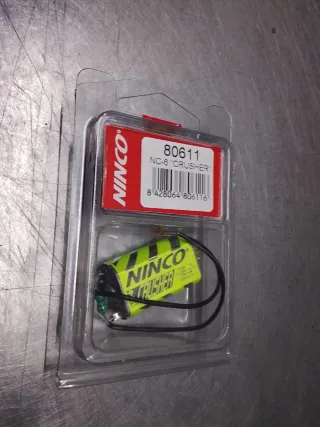 NINCO®
80611
NC-6 "CRUSHER"
8 428064 806116
NINCO
CRUSHER